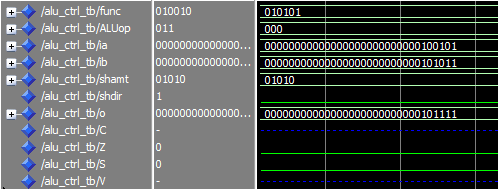 /alu_ctrl_tb/func 010010 010101
/alu_ctrl_tb/ALUop 011 000
/alu_ctrl_tb/ia 000000000000000... 00000000000000000000000000100101
/alu_ctrl_tb/ib 000000000000000... 00000000000000000000000000101011
/alu_ctrl_tb/shamt 01010 01010
/alu_ctrl_tb/shdir 1
/alu_ctrl_tb/o 000000000000000... 00000000000000000000000000101111
/alu_ctrl_tb/C -
/alu_ctrl_tb/Z 0
/alu_ctrl_tb/S 0
/alu_ctrl_tb/V -